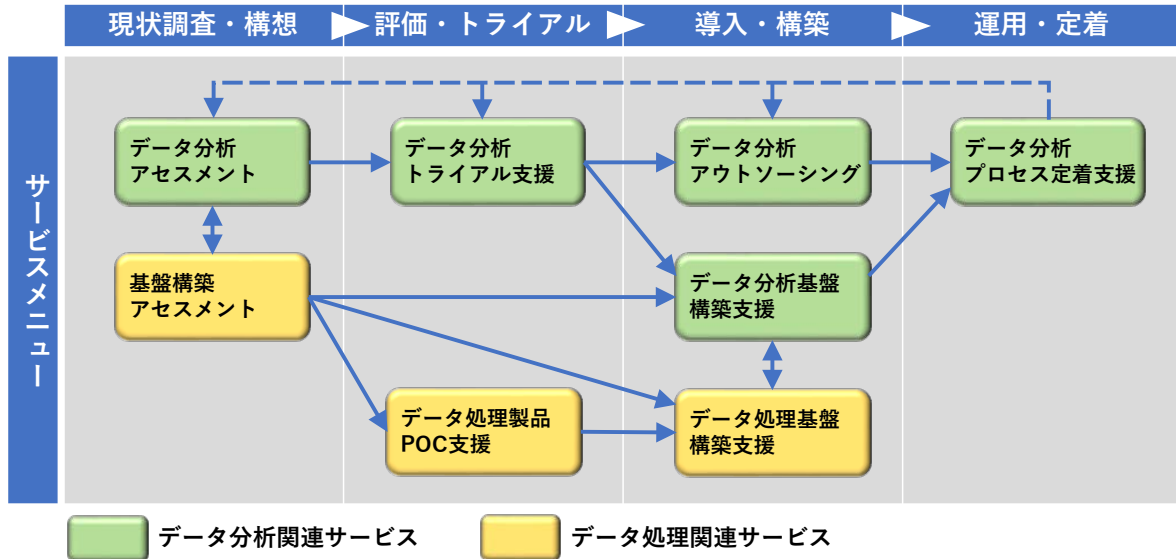 現状調査・構想
評価・トライアル
導入・構築
運用・定着
サービスメニュー
データ分析
アセスメント
データ分析
トライアル支援
データ分析
アウトソーシング
データ分析
プロセス定着支援
基盤構築
アセスメント
データ分析基盤
構築支援
データ処理製品
POC支援
データ処理基盤
構築支援
データ分析関連サービス
データ処理関連サービス